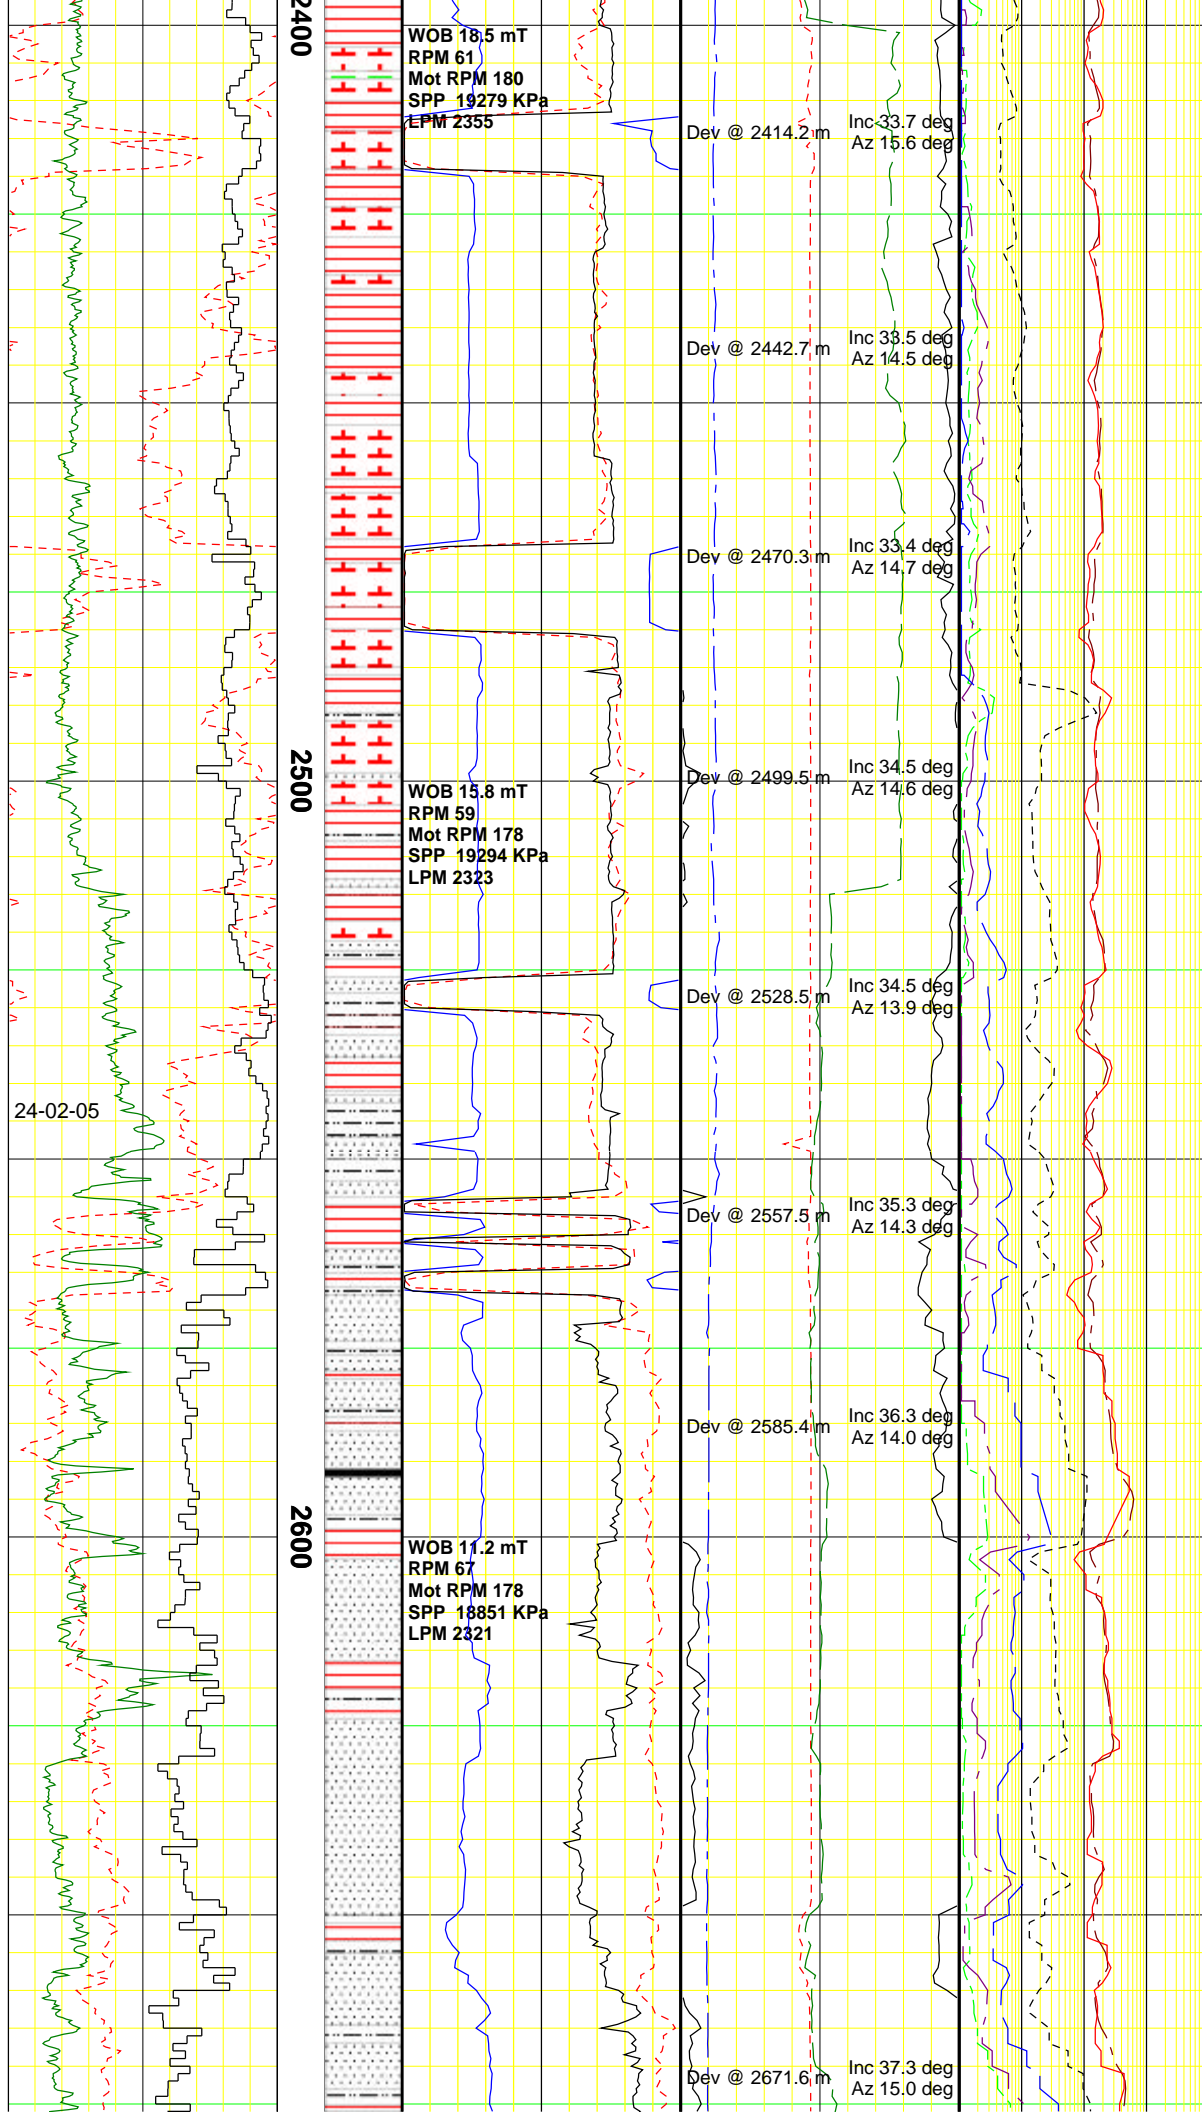 2400
WOB 18.5 mT
RPM 61
Mot RPM 180
SPP 19279 KPa
LPM 2355
Dev @ 2414.2 m
Inc 33.7 deg
Az 15.6 deg
Dev @ 2442.7 m
Inc 33.5 deg
Az 14.5 deg
Dev @ 2470.3 m
Inc 33.4 deg
Az 14.7 deg
2500
Dev @ 2499.5 m
Inc 34.5 deg
Az 14.6 deg
WOB 15.8 mT
RPM 59
Mot RPM 178
SPP 19294 KPa
LPM 2323
Dev @ 2528.5 m
Inc 34.5 deg
Az 13.9 deg
24-02-05
Dev @ 2557.5 m
Inc 35.3 deg
Az 14.3 deg
Dev @ 2585.4 m
Inc 36.3 deg
Az 14.0 deg
2600
WOB 11.2 mT
RPM 67
Mot RPM 178
SPP 18851 KPa
LPM 2321
Dev @ 2671.6 m
Inc 37.3 deg
Az 15.0 deg